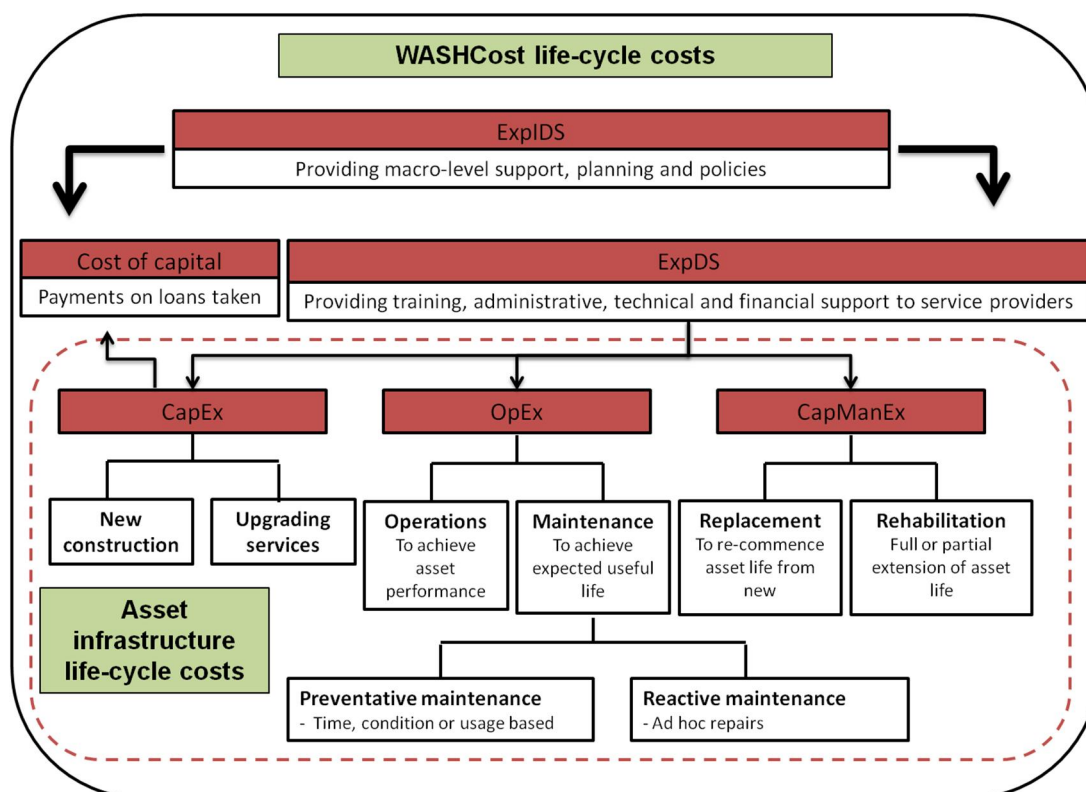 WASHCost life-cycle costs
ExpIDS
Providing macro-level support, planning and policies
Cost of capital
Payments on loans taken
ExpDS
Providing training, administrative, technical and financial support to service providers
CapEx
OpEx
CapManEx
New
construction
Upgrading
services
Operations
To achieve
asset
performance
Maintenance
To achieve
expected useful
life
Replacement
To re-commence
asset life from
new
Rehabilitation
Full or partial
extension of asset
life
Asset
infrastructure
life-cycle costs
Preventative maintenance
- Time, condition or usage based
Reactive maintenance
- Ad hoc repairs